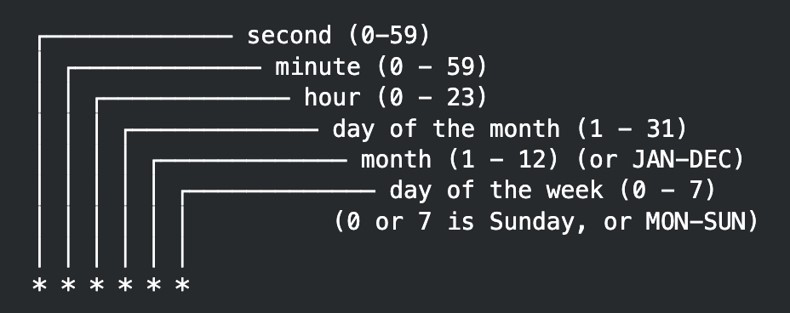 second (0-59)
minute (0 - 59)
hour (0 - 23)
day of the month (1 - 31)
month (1 - 12) (or JAN-DEC)
day of the week (0 - 7)
(0 or 7 is Sunday, or MON-SUN)
* * * * * *